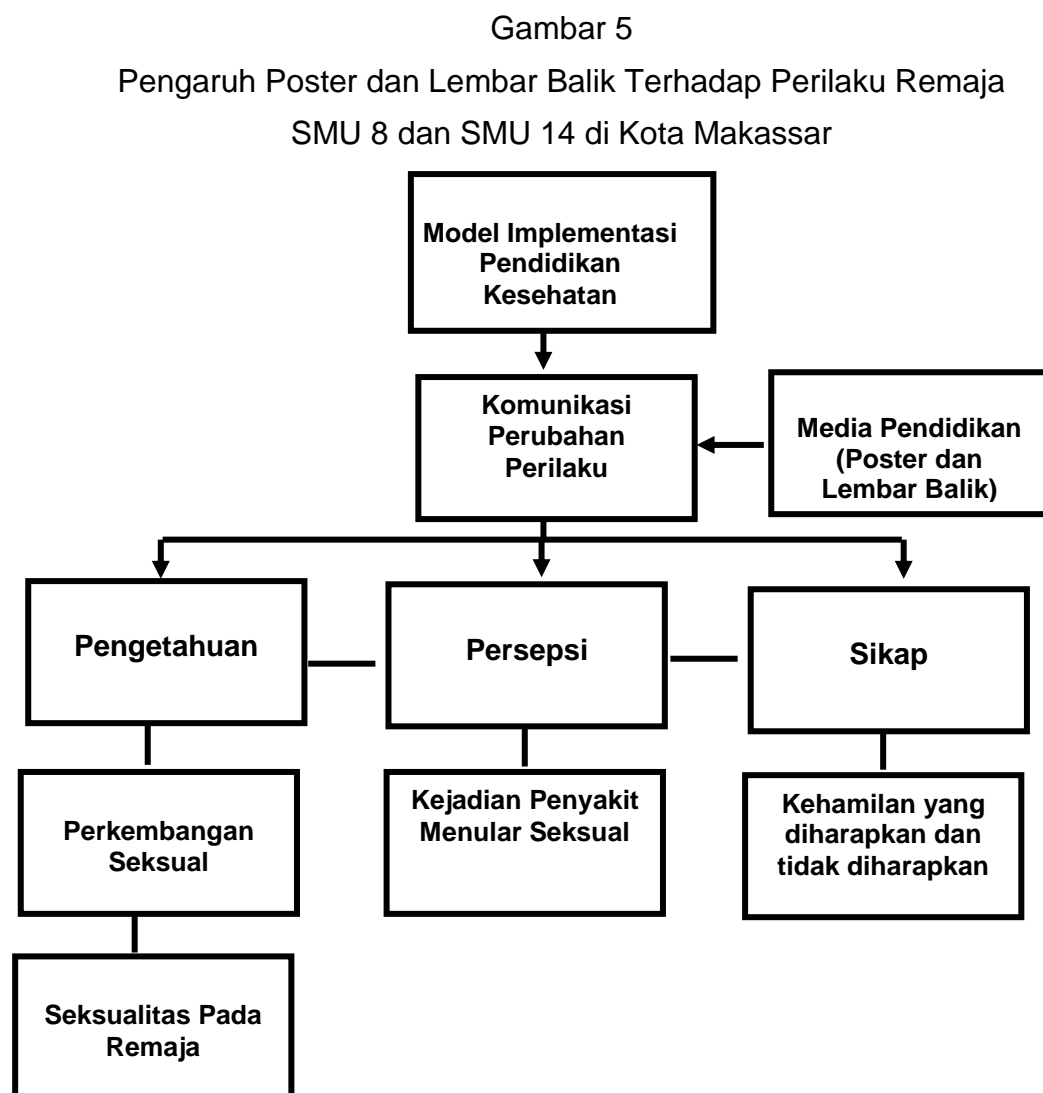 Gambar 5
Pengaruh Poster dan Lembar Balik Terhadap Perilaku Remaja
SMU 8 dan SMU 14 di Kota Makassar
Model Implementasi
Pendidikan
Kesehatan
Komunikasi
Perubahan
Perilaku
Media Pendidikan
(Poster dan
Lembar Balik)
Pengetahuan
Persepsi
Sikap
Perkembangan
Seksual
Kejadian Penyakit
Menular Seksual
Kehamilan yang
diharapkan dan
tidak diharapkan
Seksualitas Pada
Remaja